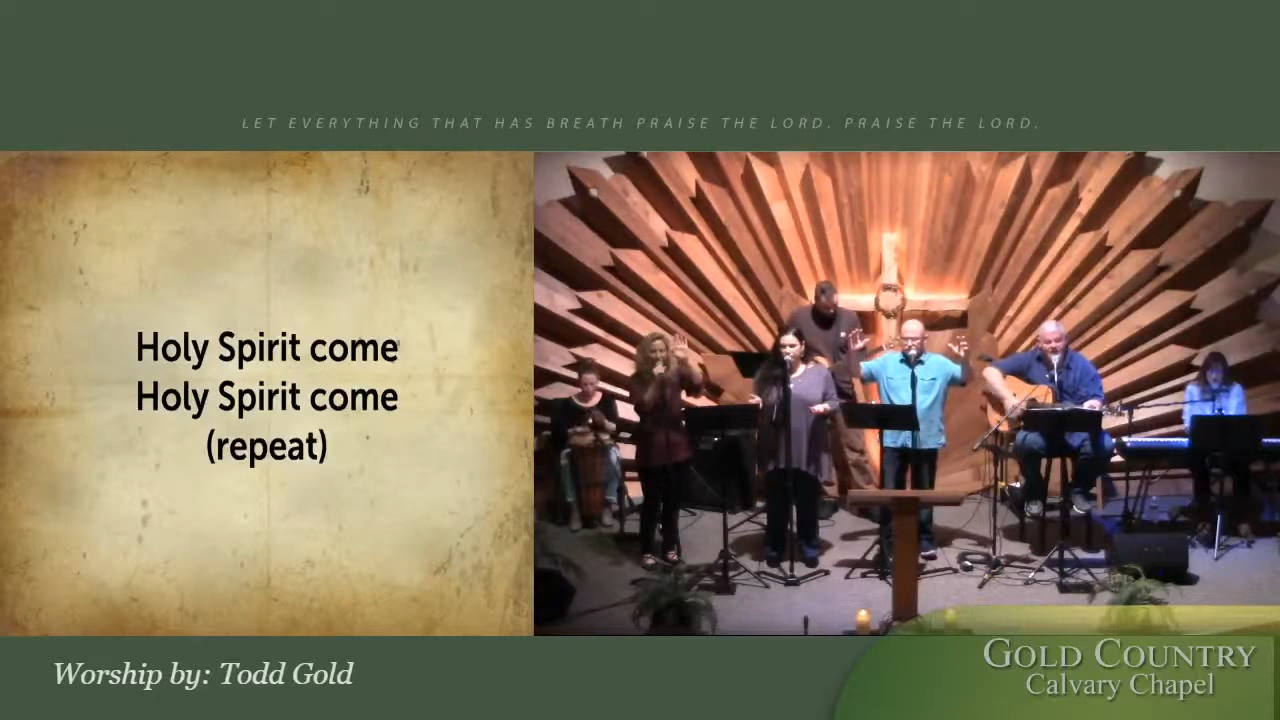 LET EVERYTHING THAT HAS BREATH PRAISE THE LORD. PRAISE THE LORD.
Holy Spirit come
Holy Spirit come
(repeat)
Worship by: Todd Gold
GOLD COUNTRY
Calvary Chapel